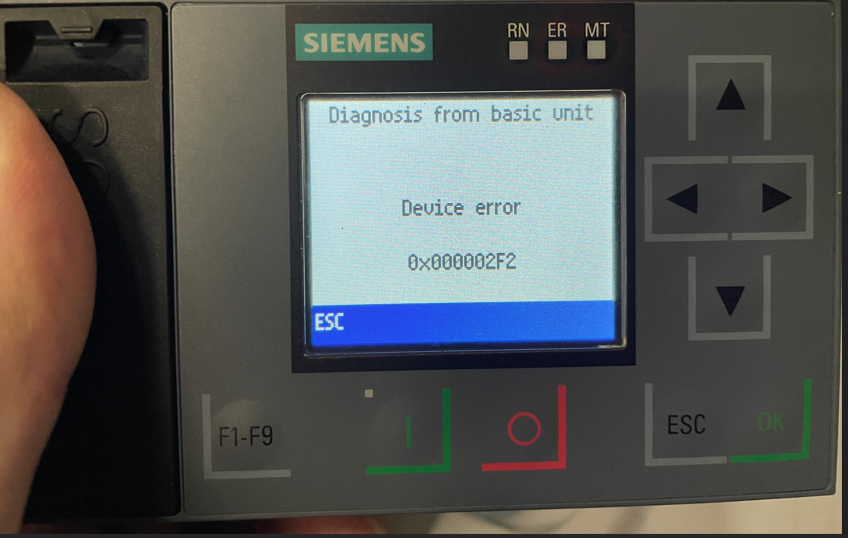 SIEMENS
RN ER MT
Diagnosis from basic unit
Device error
0x000002F2
ESC
F1-F9
ESC
OK